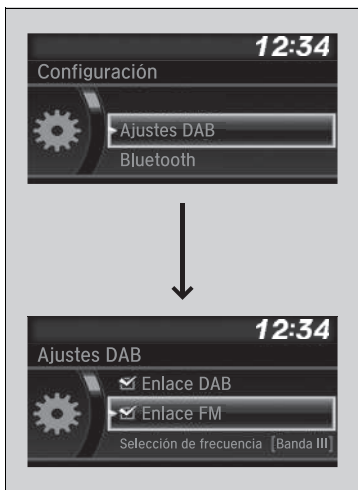 12:34
Configuración
Ajustes DAB
Bluetooth
12:34
Ajustes DAB
Enlace DAB
Enlace FM
Selección de frecuencia [Banda III]